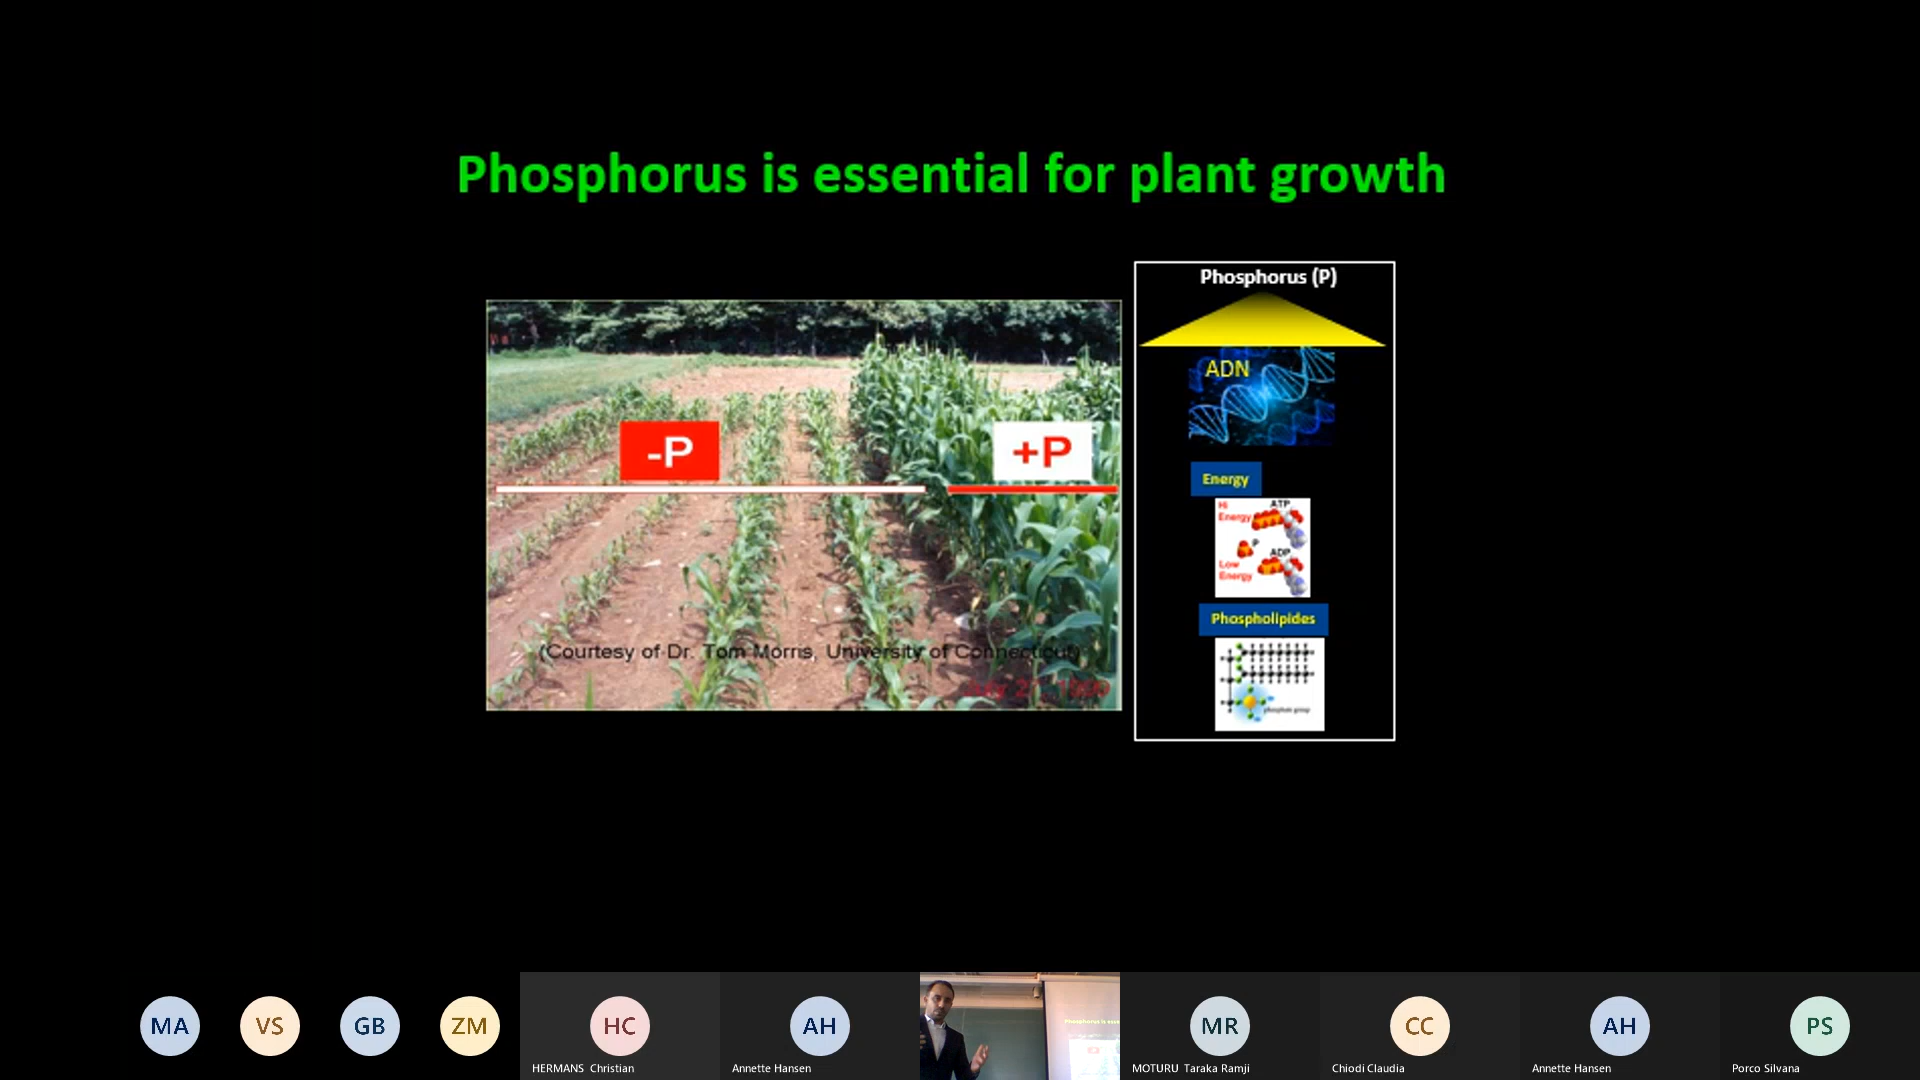 Phosphorus is essential for plant growth
Phosphorus (P)
ADN
-P
+P
Energy
Hi
Energy
ATP
P
ADP
Low
Energy
Phospholipides
phosphate group
(Courtesy of Dr. Tom Morris, University of Connecticut)
MA
VS
GB
ZM
HC
HERMANS Christian
AH
Annette Hansen
MR
MOTURU Taraka Ramji
CC
Chiodi Claudia
AH
Annette Hansen
PS
Porco Silvana